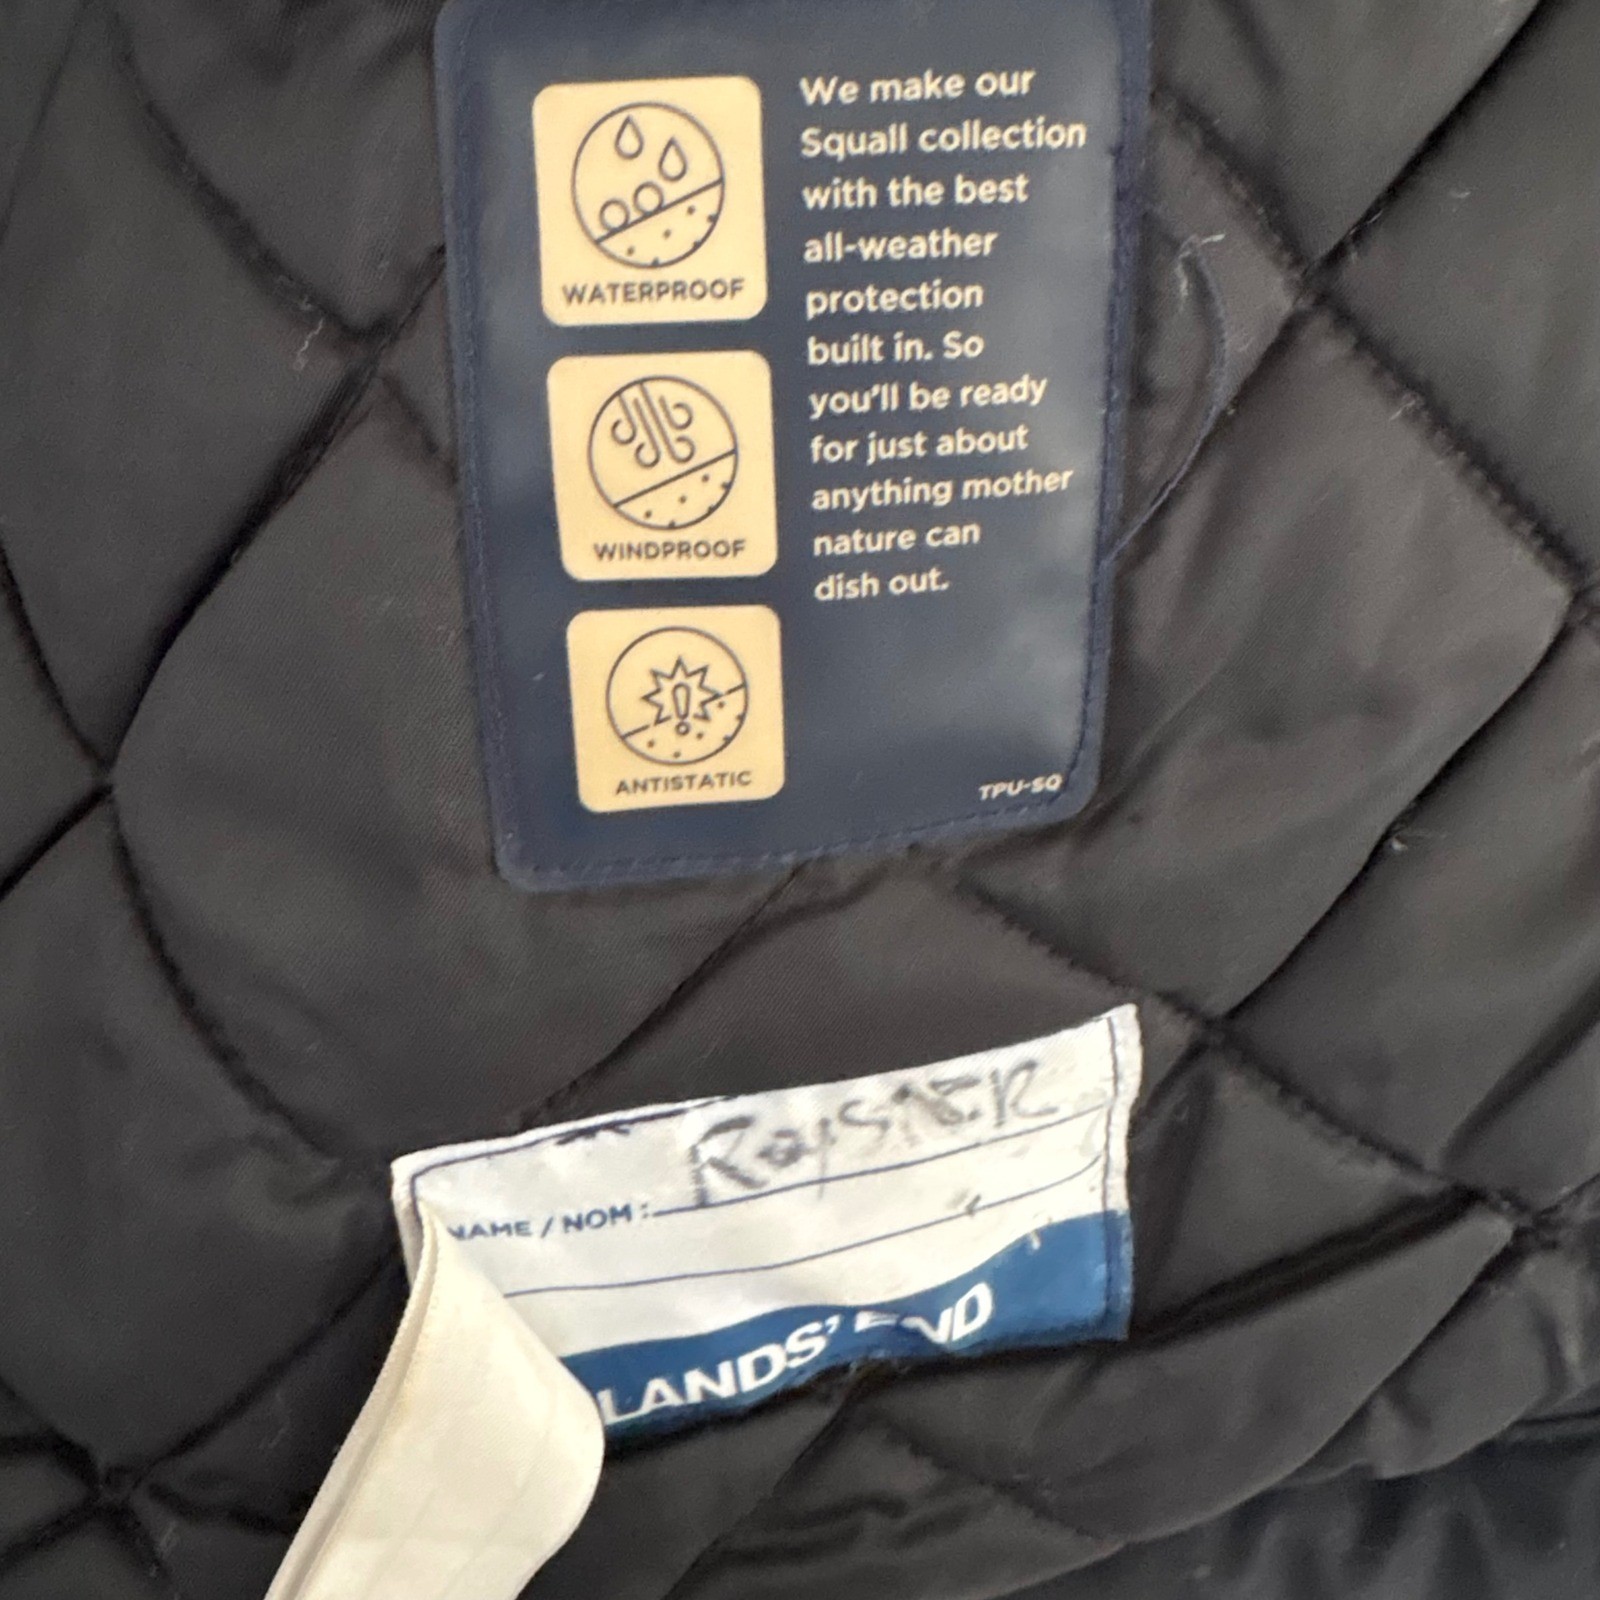 WATERPROOF
WINDPROOF
ANTISTATIC
We make our
Squall collection
with the best
all-weather
protection
built in. So
you'll be ready
for just about
anything mother
nature can
dish out.
TPU-SQ
NAME / NOM :
LANDS' END